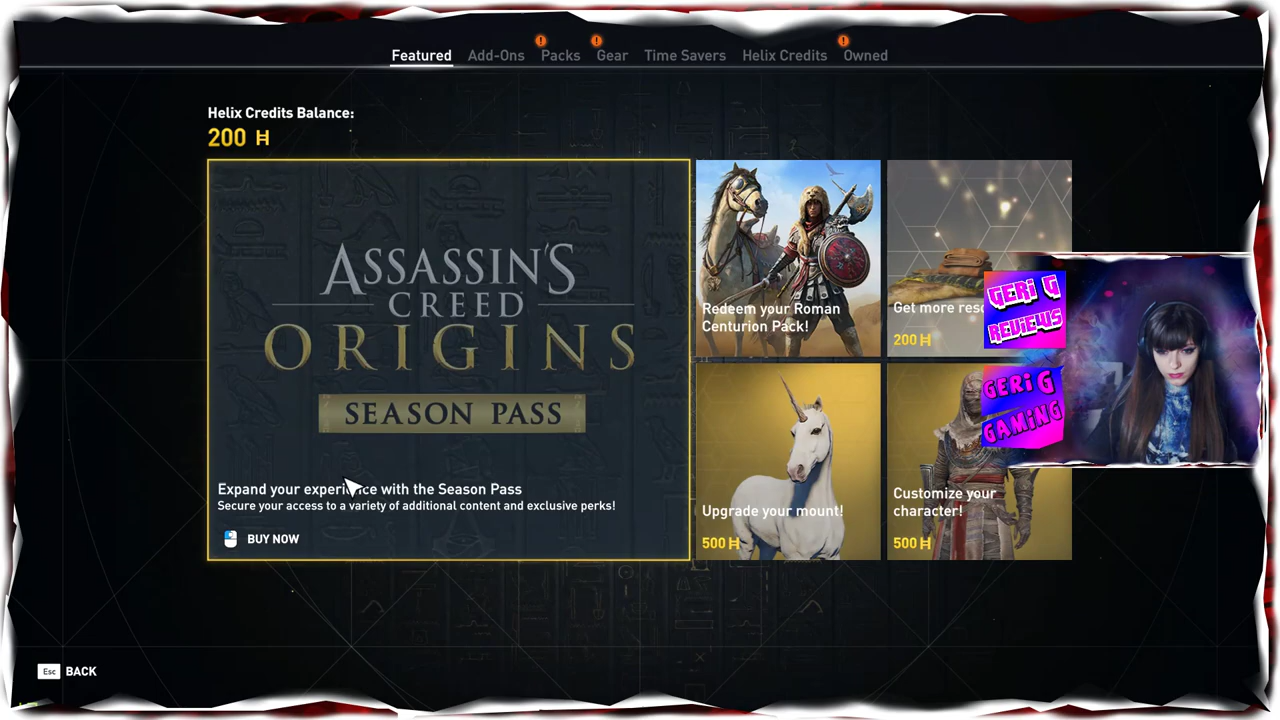 Featured Add-Ons Packs Gear Time Savers Helix Credits Owned
Helix Credits Balance:
200
ASSASSIN'S
CREED
ORIGINS
SEASON PASS
Expand your experience with the Season Pass
Secure your access to a variety of additional content and exclusive perks!
BUY NOW
Redeem your Roman
Centurion Pack!
Get more
200
Upgrade your mount!
500
Customize your
character!
500
GERI G
REVIEWS
GERI G
GAMING
Esc BACK